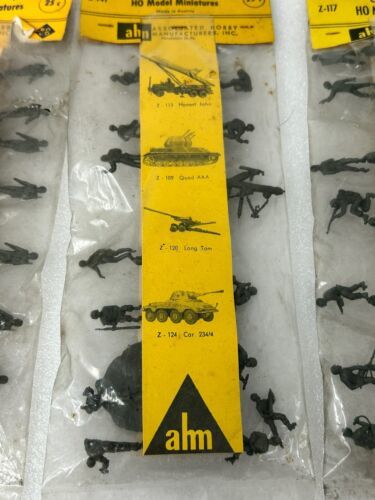 25¢
HO Model Miniatures
Made in Austria
ahm
ASSOCIATED HOBBY
MANUFACTURERS, INC.
Z-117
HO M
Z - 113 Honest John
Z - 109 Quad AAA
Z - 120 Long Tom
Z - 124 Car 234/4
ahm